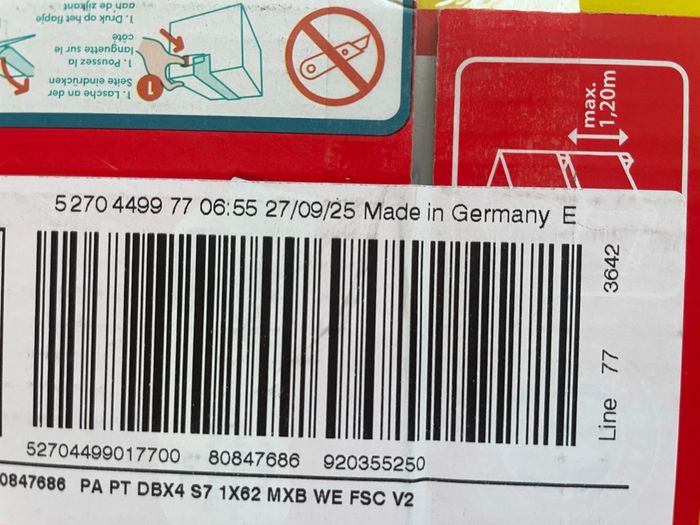 1. Lasche an der
Seite eindrücken
1. Poussez la
languette sur le
côté
1. Druk op het flapje
aan de zijkant
1
max.
1,20m
5270 4499 77 06:55 27/09/25 Made in Germany E
52704499017700 80847686 920355250
0847686 PA PT DBX4 S7 1X62 MXB WE FSC V2
Line 77 3642